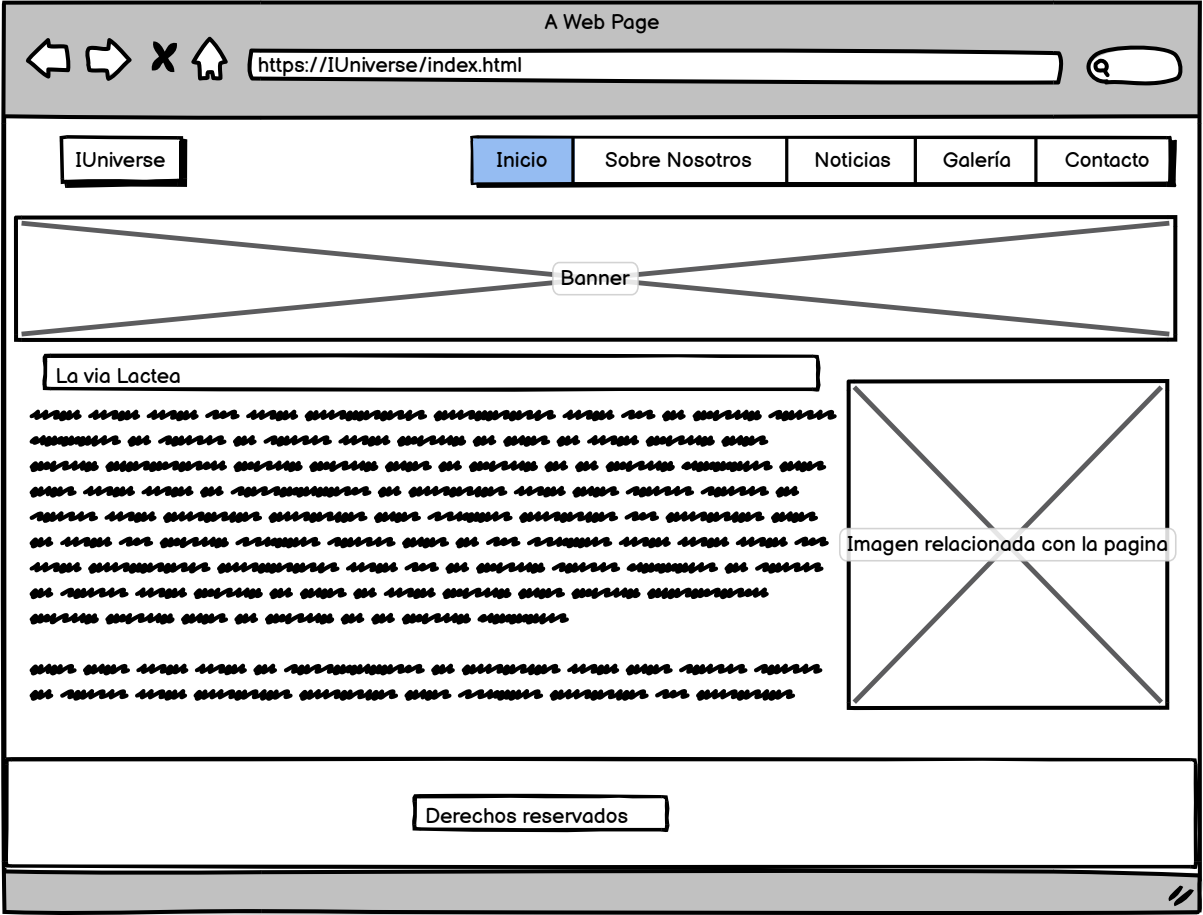 A Web Page
https://IUniverse/index.html
IUniverse
Inicio
Sobre Nosotros
Noticias
Galería
Contacto
Banner
La via Lactea
Imagen relacionada con la pagina
Derechos reservados